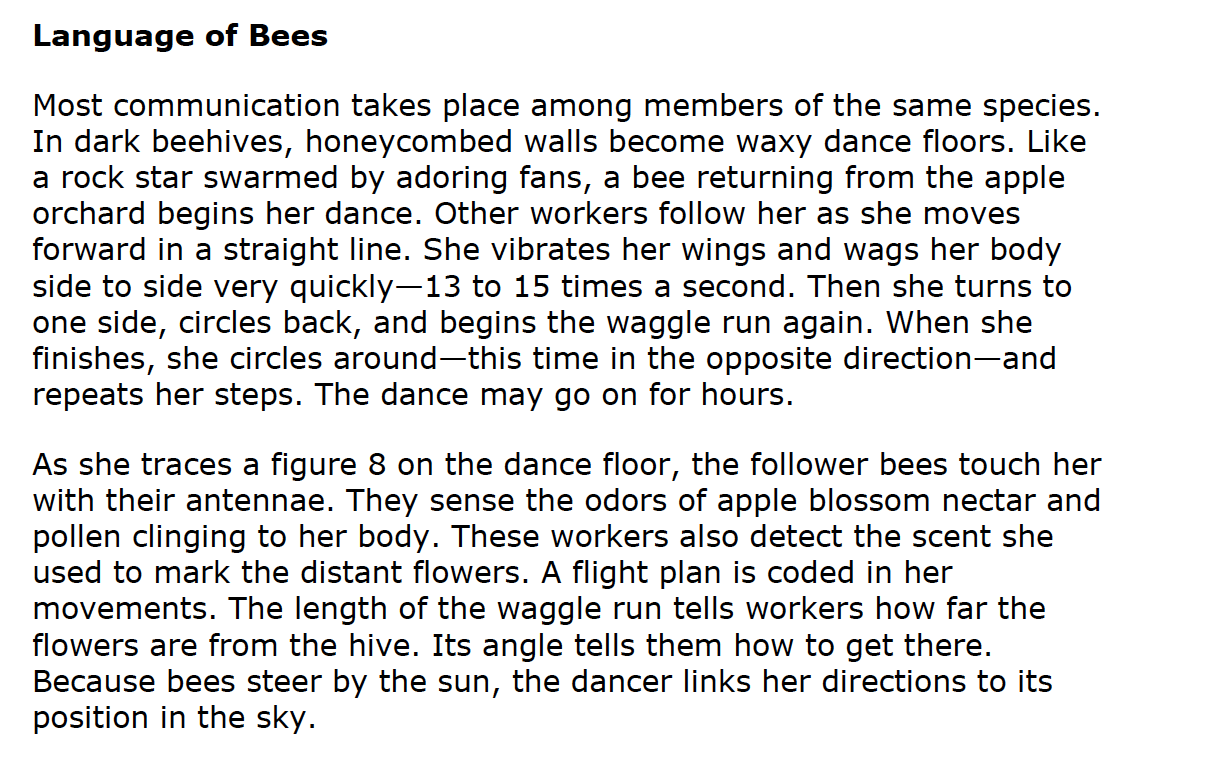 Language of Bees
Most communication takes place among members of the same species.
In dark beehives, honeycombed walls become waxy dance floors. Like
a rock star swarmed by adoring fans, a bee returning from the apple
orchard begins her dance. Other workers follow her as she moves
forward in a straight line. She vibrates her wings and wags her body
side to side very quickly—13 to 15 times a second. Then she turns to
one side, circles back, and begins the waggle run again. When she
finishes, she circles around—this time in the opposite direction—and
repeats her steps. The dance may go on for hours.
As she traces a figure 8 on the dance floor, the follower bees touch her
with their antennae. They sense the odors of apple blossom nectar and
pollen clinging to her body. These workers also detect the scent she
used to mark the distant flowers. A flight plan is coded in her
movements. The length of the waggle run tells workers how far the
flowers are from the hive. Its angle tells them how to get there.
Because bees steer by the sun, the dancer links her directions to its
position in the sky.